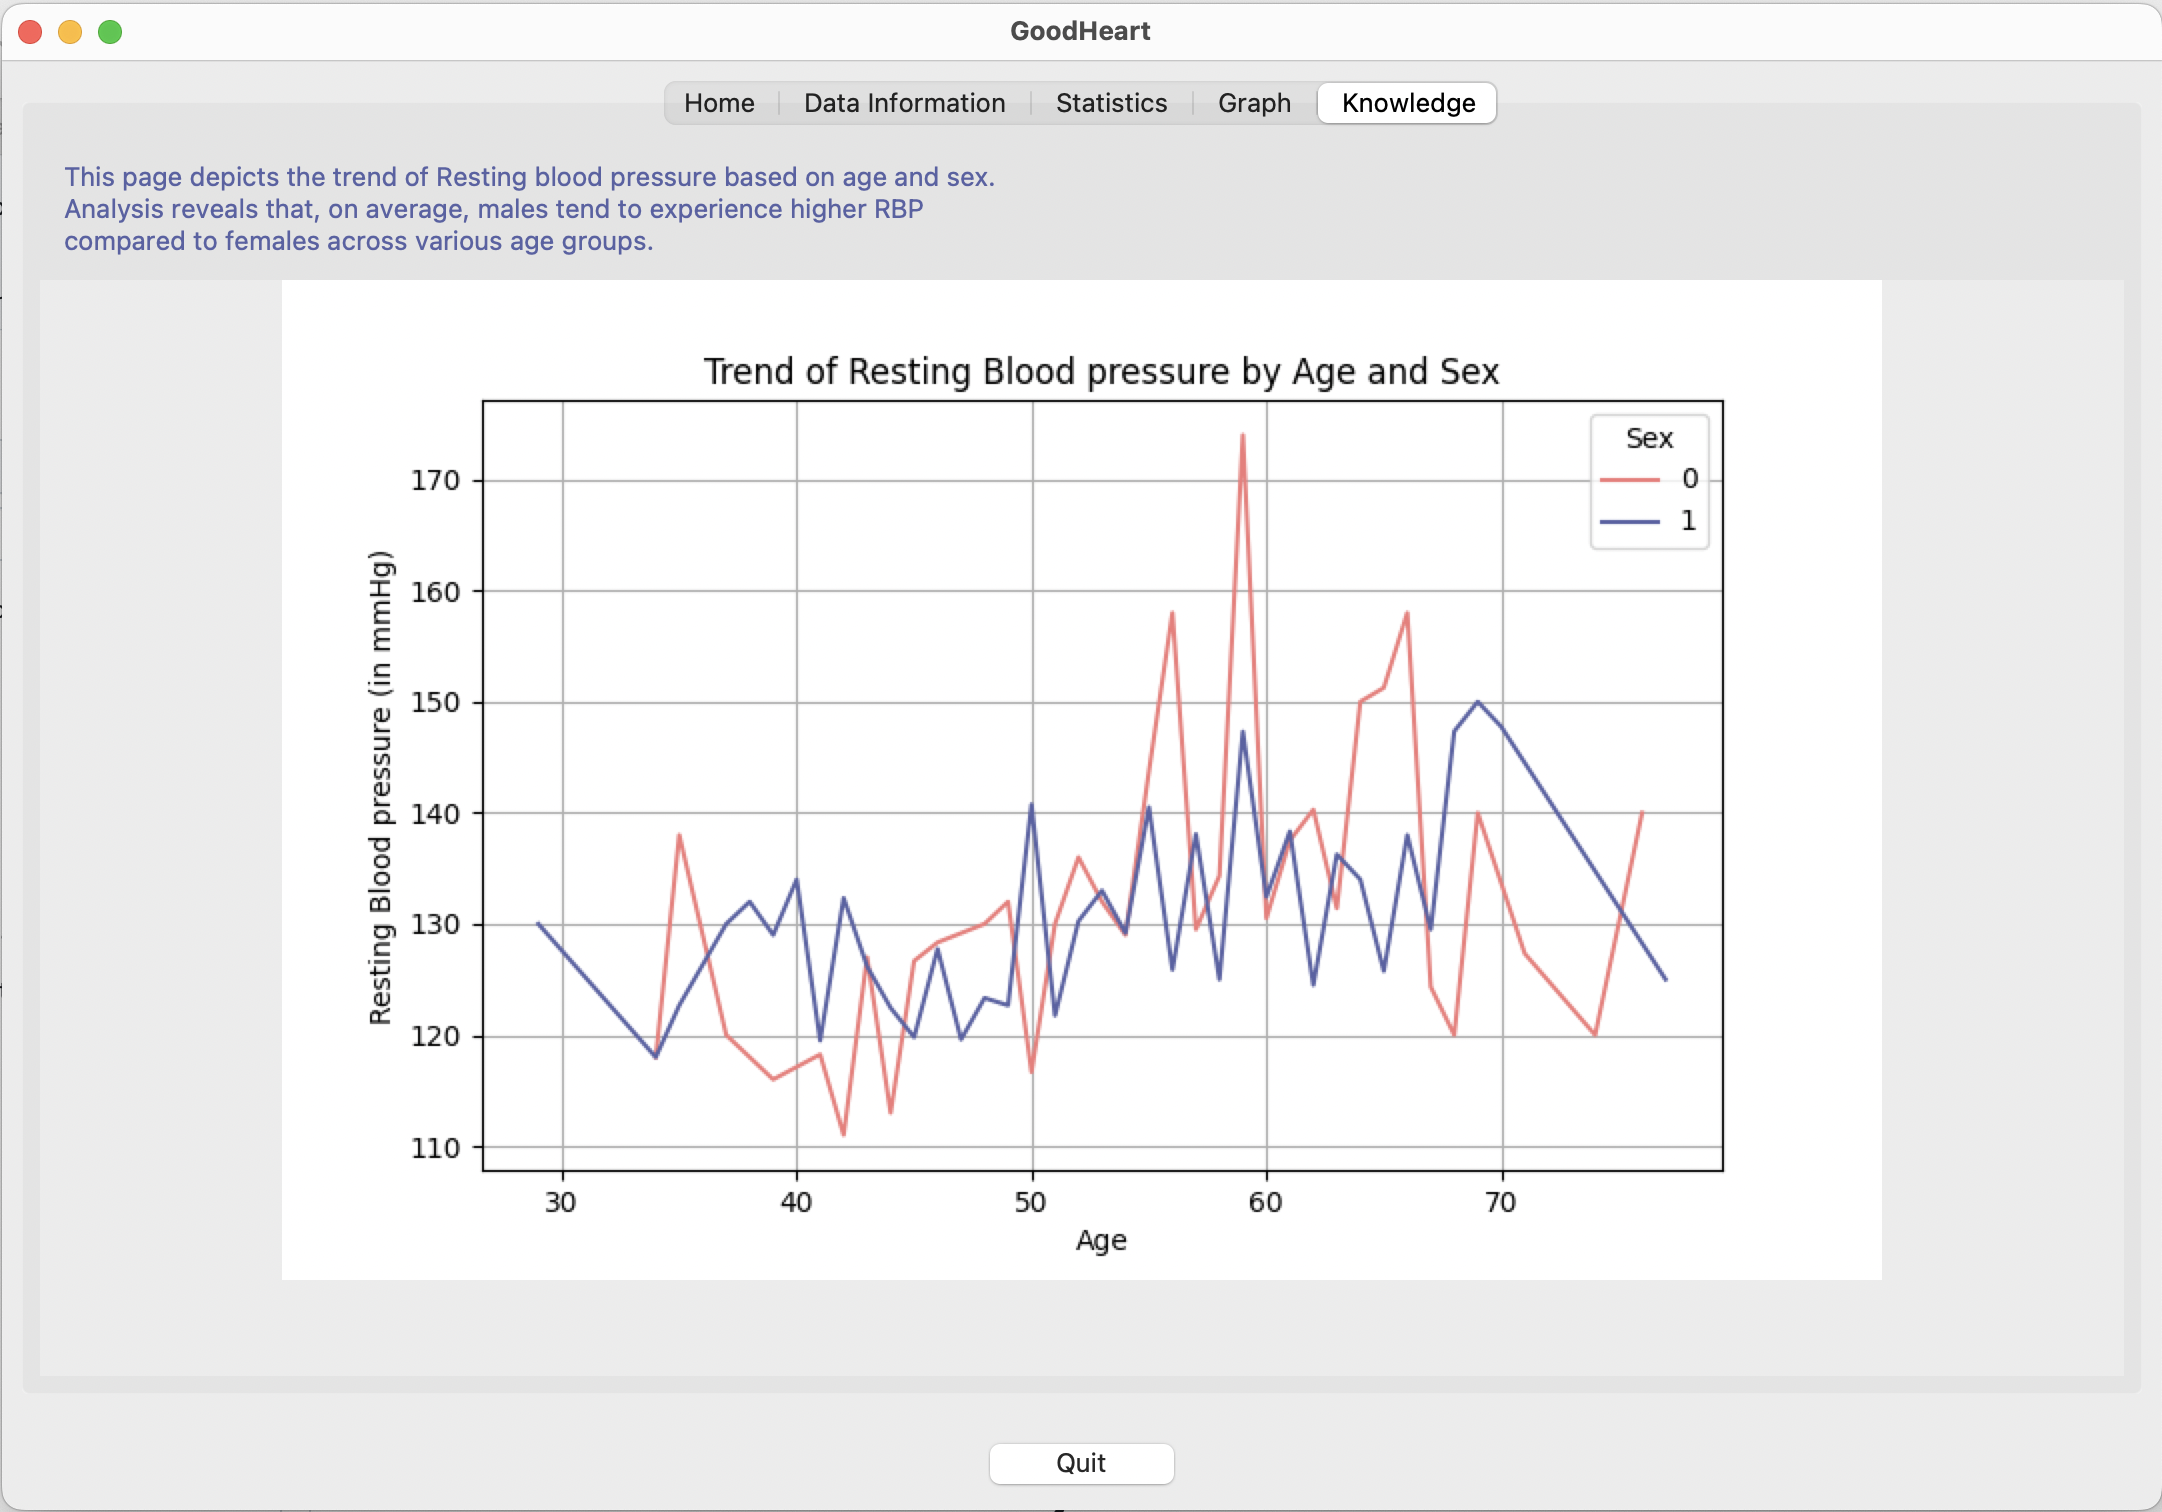 GoodHeart
Home Data Information Statistics Graph Knowledge
This page depicts the trend of Resting blood pressure based on age and sex.
Analysis reveals that, on average, males tend to experience higher RBP
compared to females across various age groups.
Trend of Resting Blood pressure by Age and Sex
Sex
0
1
Resting Blood pressure (in mmHg)
170
160
150
140
130
120
110
30 40 50 60 70
Age
Quit